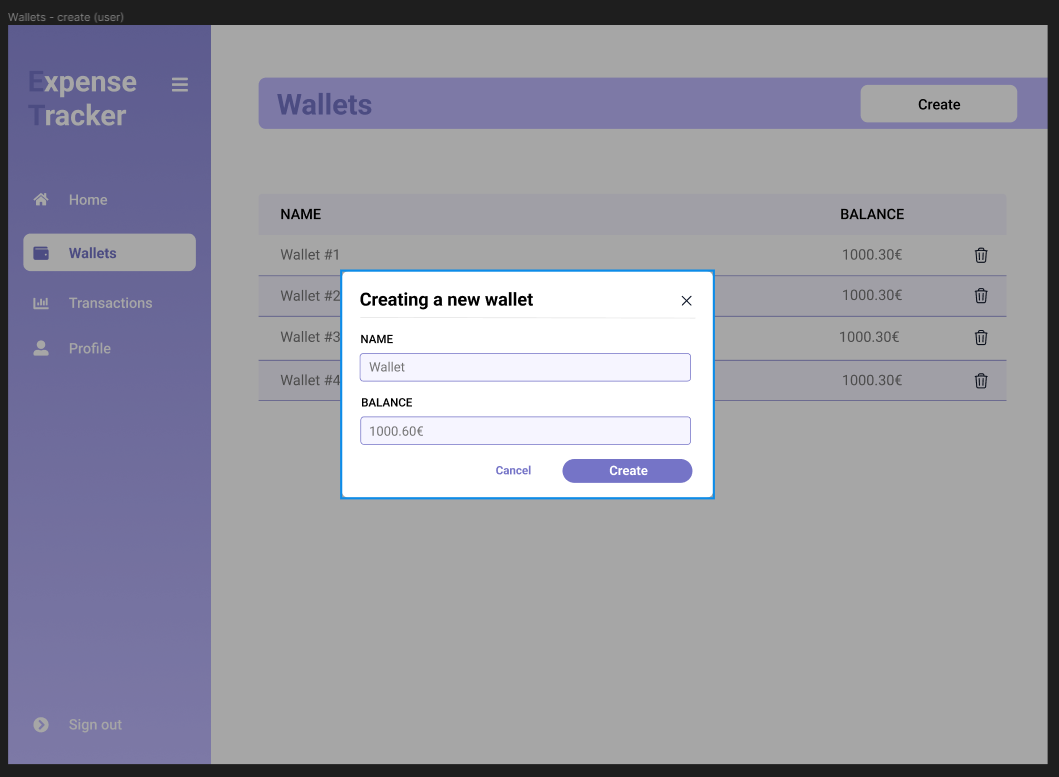 Wallets - create (user)
Expense
Tracker
Home
Wallets
Transactions
Profile
Sign out
Wallets
Create
NAME BALANCE
Wallet #1 1000.30€
Wallet #2 1000.30€
Wallet #3 1000.30€
Wallet #4 1000.30€
Creating a new wallet
NAME
Wallet
BALANCE
1000.60€
Cancel Create